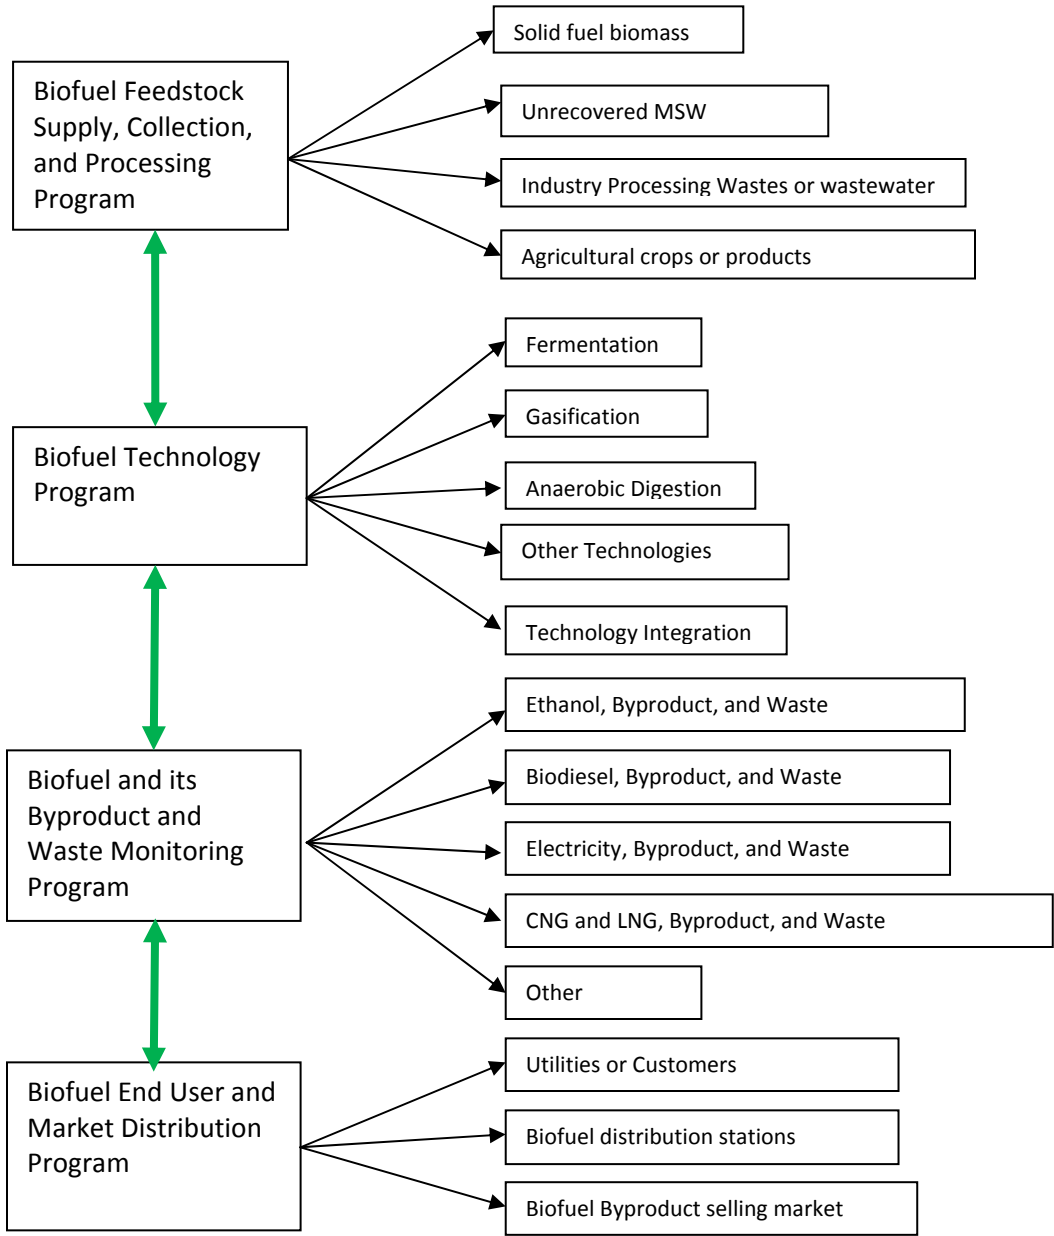 Biofuel Feedstock
Supply, Collection,
and Processing
Program
Solid fuel biomass
Unrecovered MSW
Industry Processing Wastes or wastewater
Agricultural crops or products
Biofuel Technology
Program
Fermentation
Gasification
Anaerobic Digestion
Other Technologies
Technology Integration
Biofuel and its
Byproduct and
Waste Monitoring
Program
Ethanol, Byproduct, and Waste
Biodiesel, Byproduct, and Waste
Electricity, Byproduct, and Waste
CNG and LNG, Byproduct, and Waste
Other
Biofuel End User and
Market Distribution
Program
Utilities or Customers
Biofuel distribution stations
Biofuel Byproduct selling market